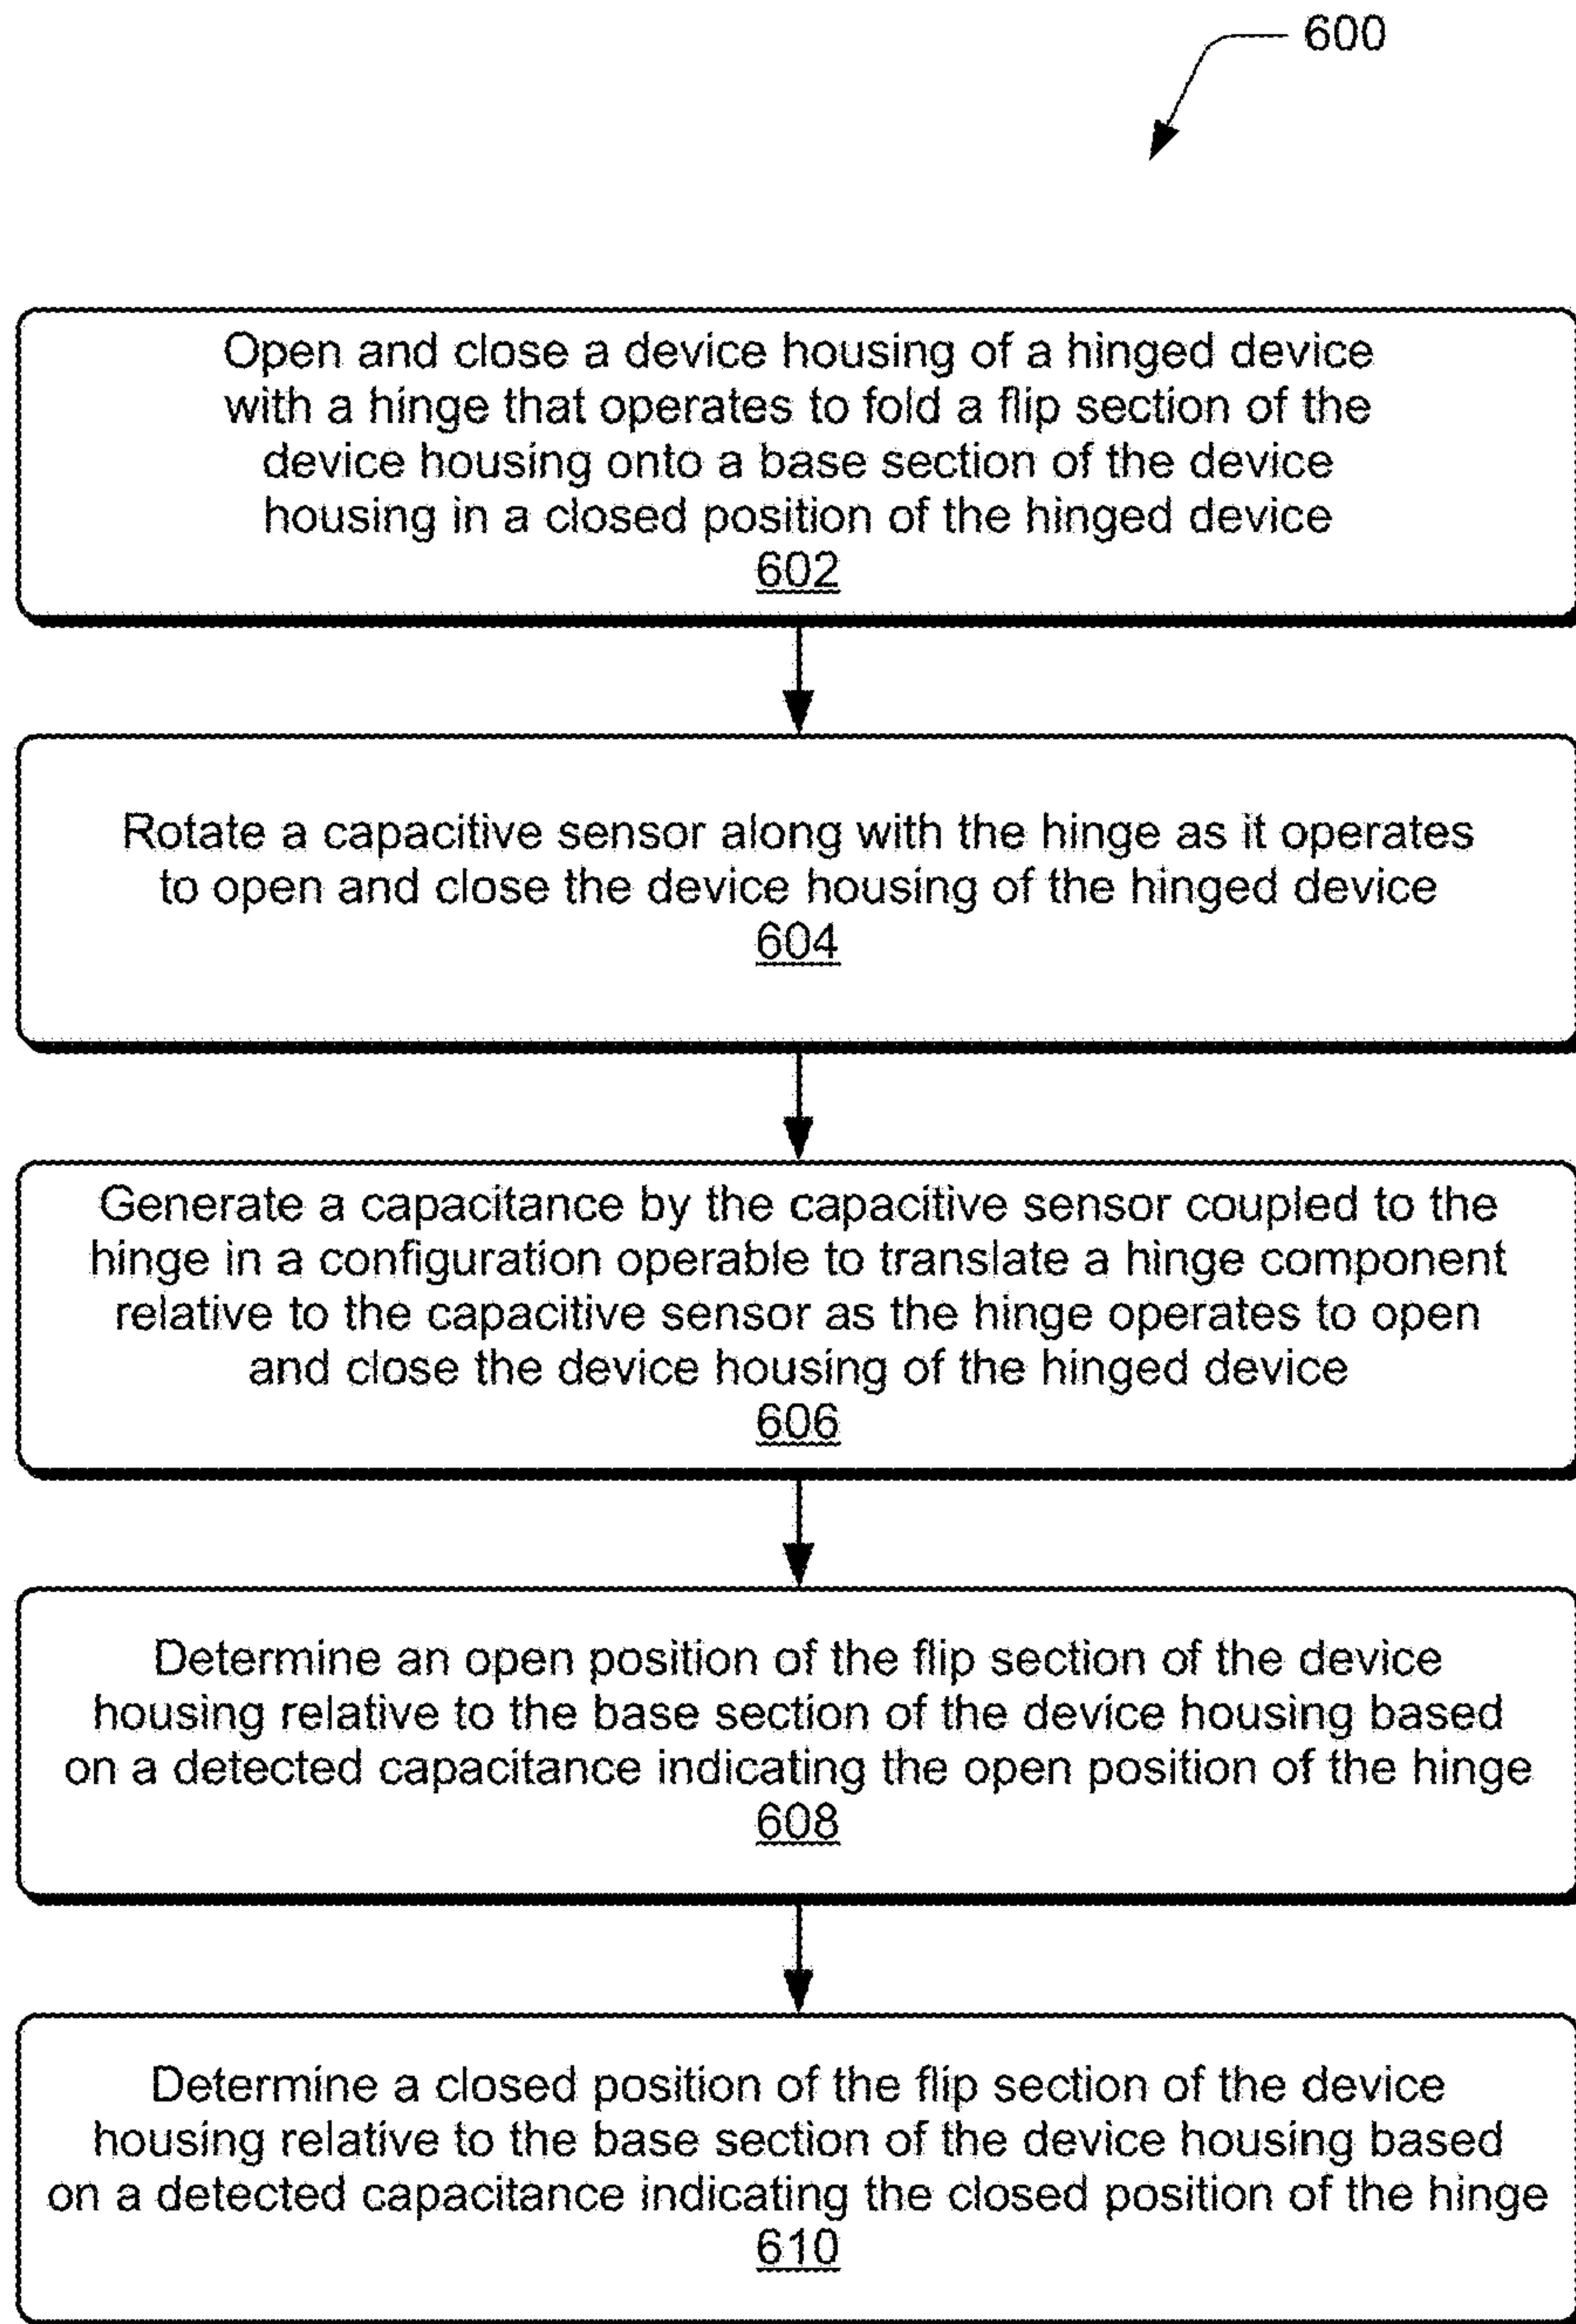 600
Open and close a device housing of a hinged device
with a hinge that operates to fold a flip section of the
device housing onto a base section of the device
housing in a closed position of the hinged device
602
Rotate a capacitive sensor along with the hinge as it operates
to open and close the device housing of the hinged device
604
Generate a capacitance by the capacitive sensor coupled to the
hinge in a configuration operable to translate a hinge component
relative to the capacitive sensor as the hinge operates to open
and close the device housing of the hinged device
606
Determine an open position of the flip section of the device
housing relative to the base section of the device housing based
on a detected capacitance indicating the open position of the hinge
608
Determine a closed position of the flip section of the device
housing relative to the base section of the device housing based
on a detected capacitance indicating the closed position of the hinge
610